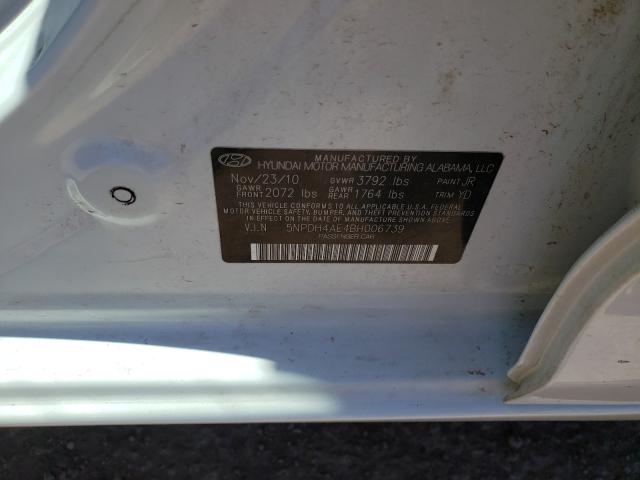 MANUFACTURED BY
HYUNDAI MOTOR MANUFACTURING ALABAMA, LLC
Nov/23/10 GVWR 3792 lbs PAINT JR
GAWR FRONT 2072 lbs GAWR REAR 1764 lbs TRIM YD
THIS VEHICLE CONFORMS TO ALL APPLICABLE U.S.A. FEDERAL
MOTOR VEHICLE SAFETY, BUMPER, AND THEFT PREVENTION
STANDARDS IN EFFECT ON THE DATE OF MANUFACTURE SHOWN ABOVE.
V.I.N 5NPDH4AE4BH006739
PASSENGER CAR